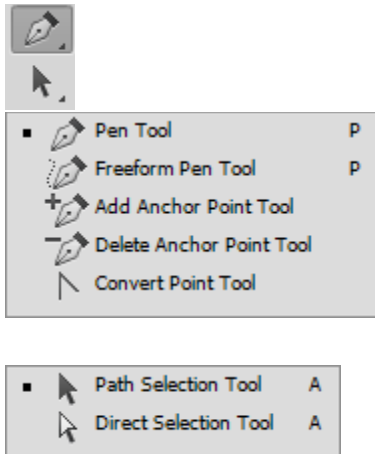 Pen Tool P
Freeform Pen Tool P
Add Anchor Point Tool
Delete Anchor Point Tool
Convert Point Tool
Path Selection Tool A
Direct Selection Tool A